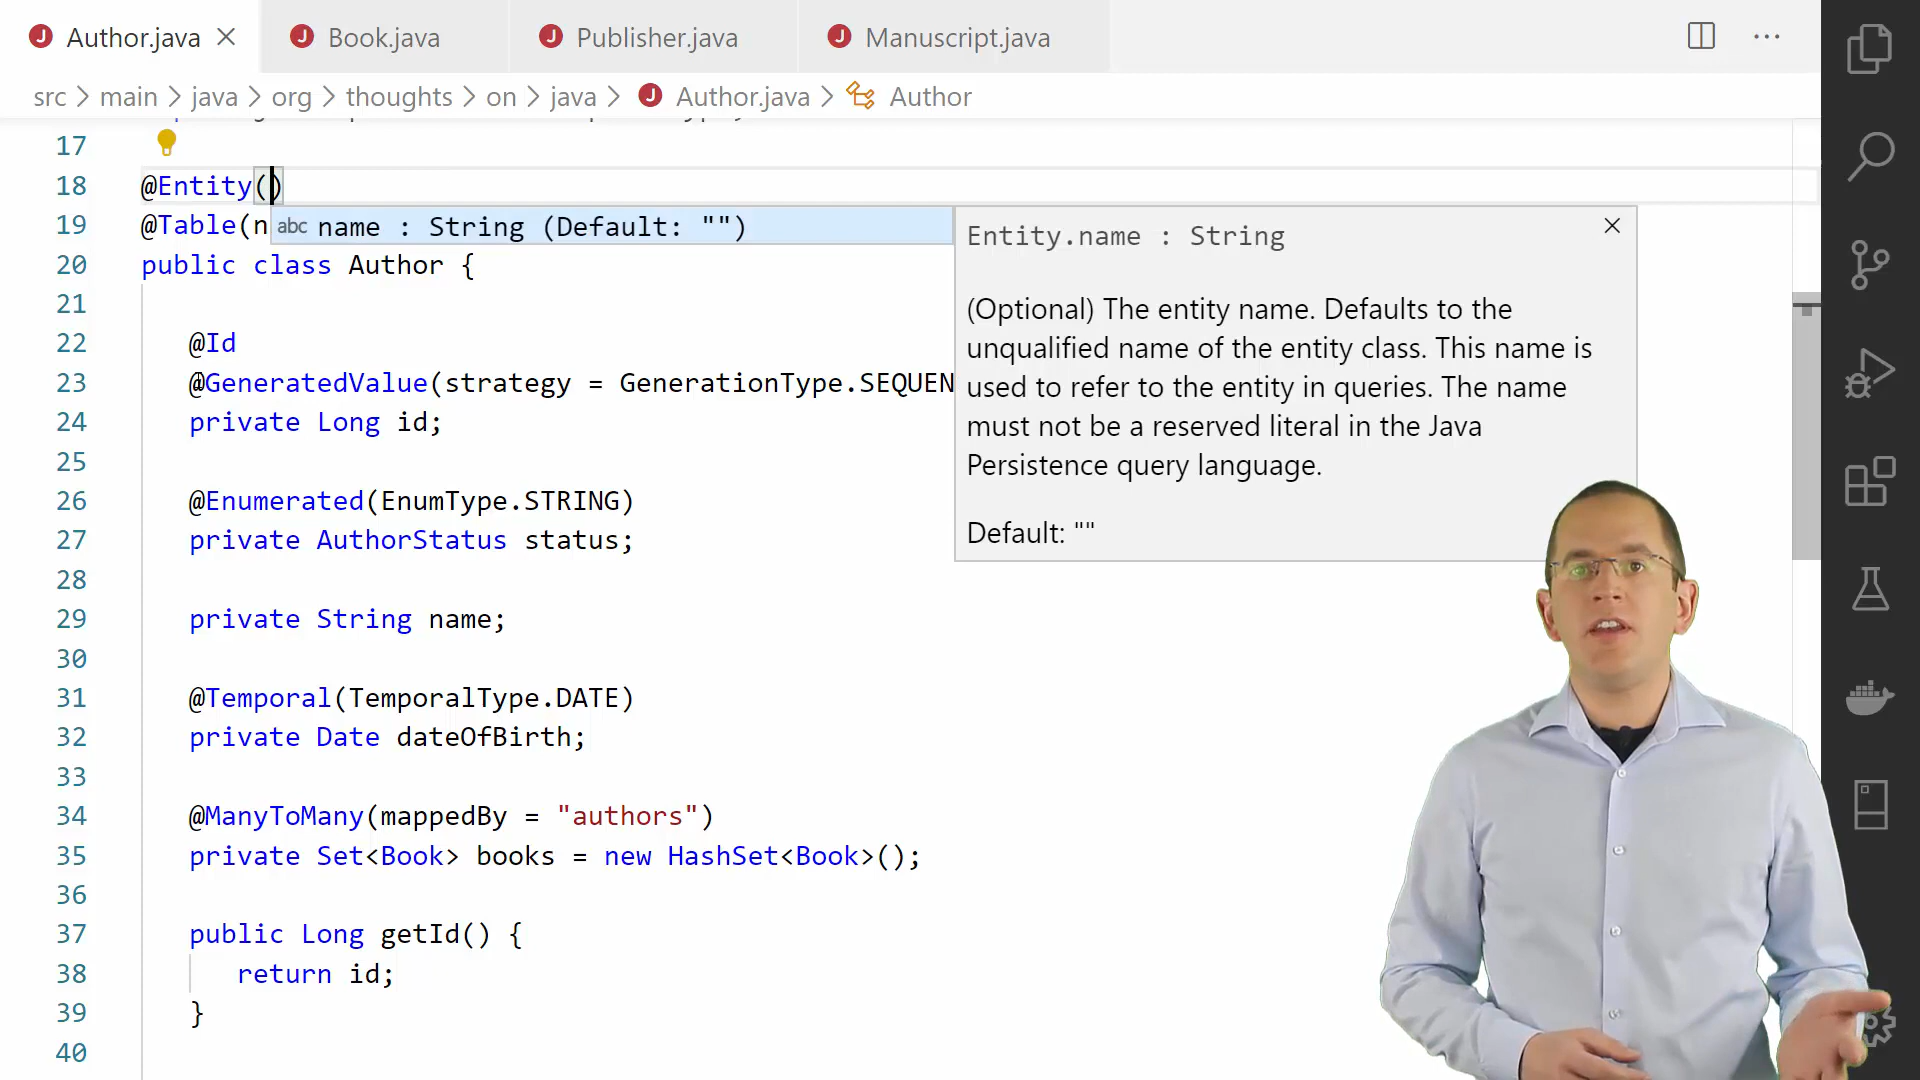 Author.java
Book.java
Publisher.java
Manuscript.java
src > main > java > org > thoughts > on > java > Author.java > Author
17
18 @Entity()
19 @Table(n
abc name : String (Default: "")
Entity.name : String
(Optional) The entity name. Defaults to the
unqualified name of the entity class. This name is
used to refer to the entity in queries. The name
must not be a reserved literal in the Java
Persistence query language.
Default: ""
20 public class Author {
21
22 @Id
23 @GeneratedValue(strategy = GenerationType.SEQUEN
24 private Long id;
25
26 @Enumerated(EnumType.STRING)
27 private AuthorStatus status;
28
29 private String name;
30
31 @Temporal(TemporalType.DATE)
32 private Date dateOfBirth;
33
34 @ManyToMany(mappedBy = "authors")
35 private Set<Book> books = new HashSet<Book>();
36
37 public Long getId() {
38 return id;
39 }
40